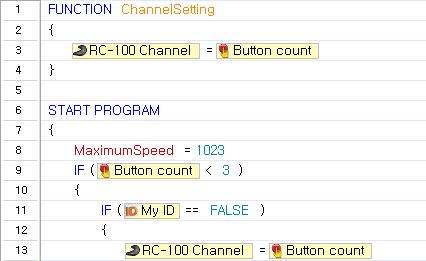 1 FUNCTION ChannelSetting
2 {
3 RC-100 Channel = Button count
4 }
5
6 START PROGRAM
7 {
8 MaximumSpeed = 1023
9 IF ( Button count < 3 )
10 {
11 IF ( ID My ID == FALSE )
12 {
13 RC-100 Channel = Button count